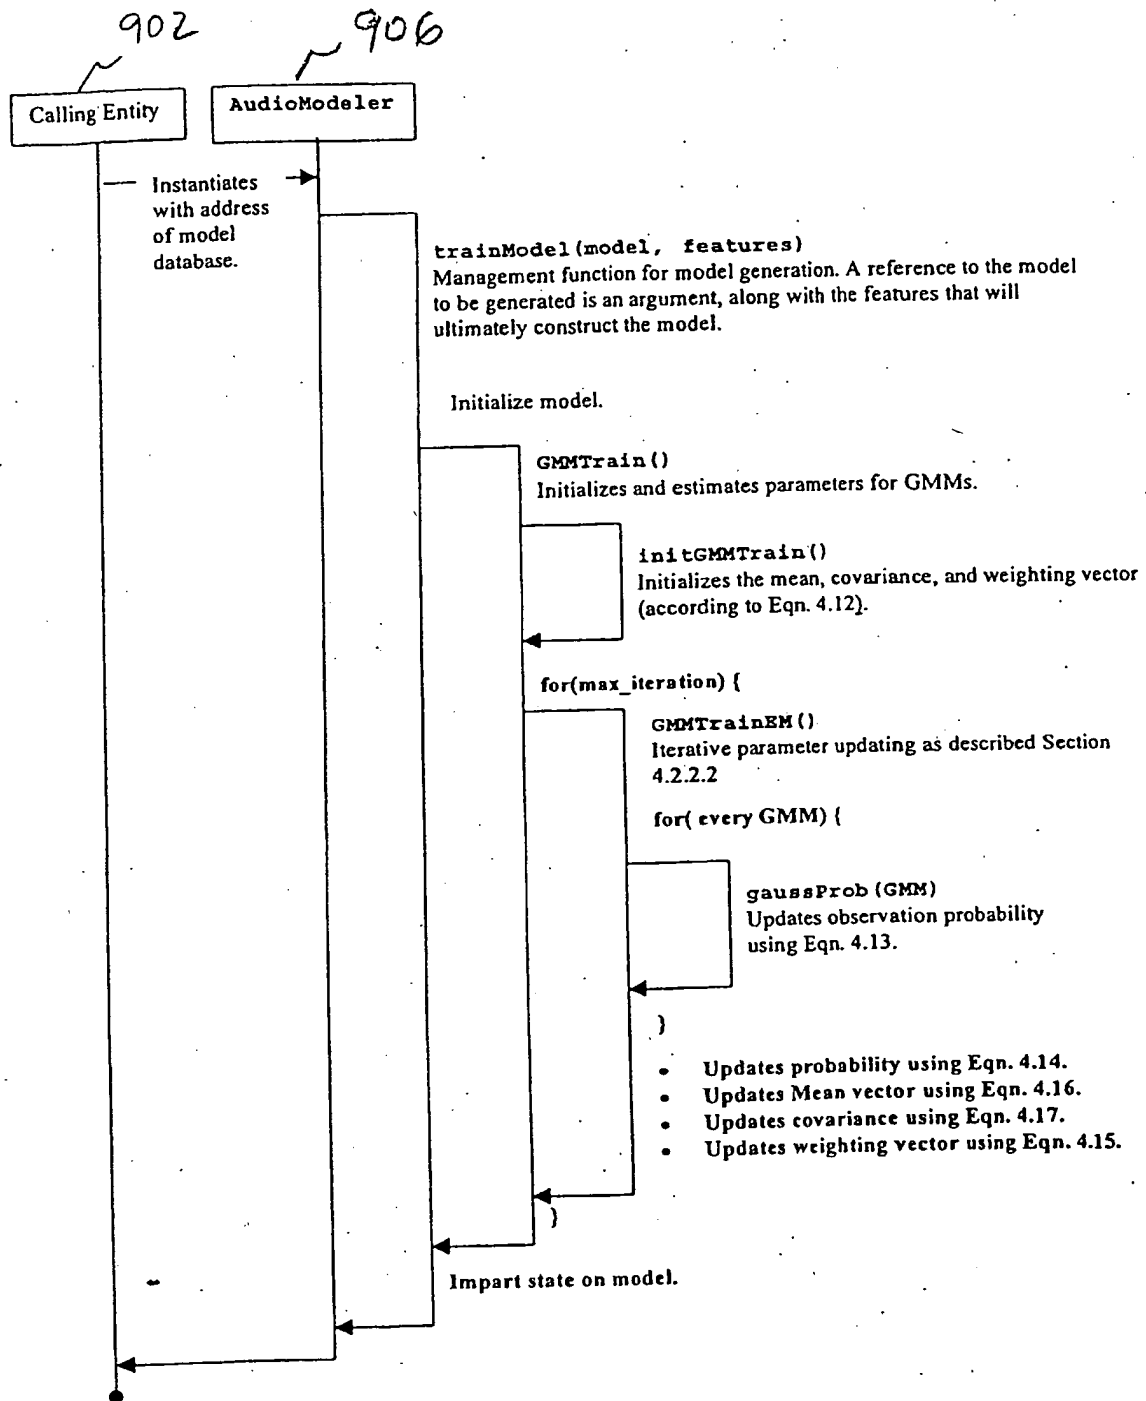 902
906
Calling Entity
AudioModeler
Instantiates
with address
of model
database.
trainModel(model, features)
Management function for model generation. A reference to the model
to be generated is an argument, along with the features that will
ultimately construct the model.
Initialize model.
GMMTrain()
Initializes and estimates parameters for GMMs.
initGMMTrain()
Initializes the mean, covariance, and weighting vector
(according to Eqn. 4.12).
for(max_iteration) {
GMMTrainEM()
Iterative parameter updating as described Section
4.2.2.2
for( every GMM) {
gaussProb(GMM)
Updates observation probability
using Eqn. 4.13.
}
• Updates probability using Eqn. 4.14.
• Updates Mean vector using Eqn. 4.16.
• Updates covariance using Eqn. 4.17.
• Updates weighting vector using Eqn. 4.15.
}
Impart state on model.